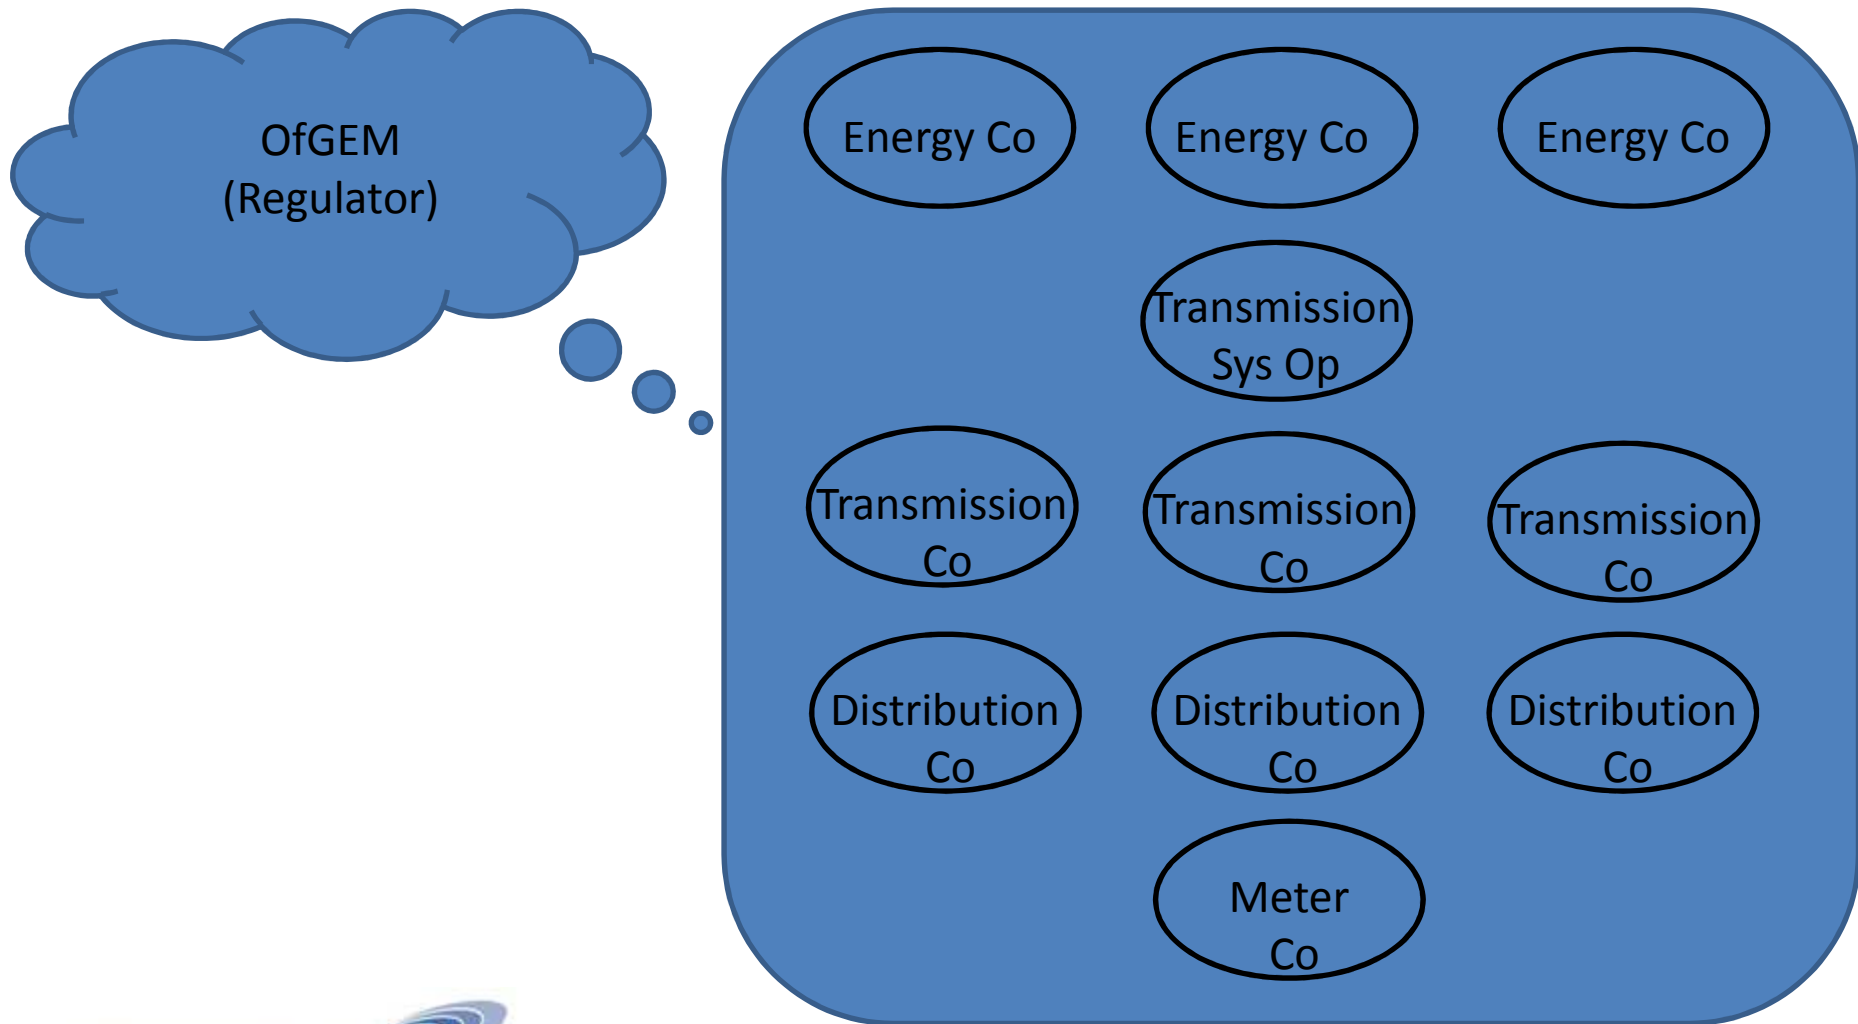 OfGEM
(Regulator)
Energy Co
Energy Co
Energy Co
Transmission
Sys Op
Transmission
Co
Transmission
Co
Transmission
Co
Distribution
Co
Distribution
Co
Distribution
Co
Meter
Co